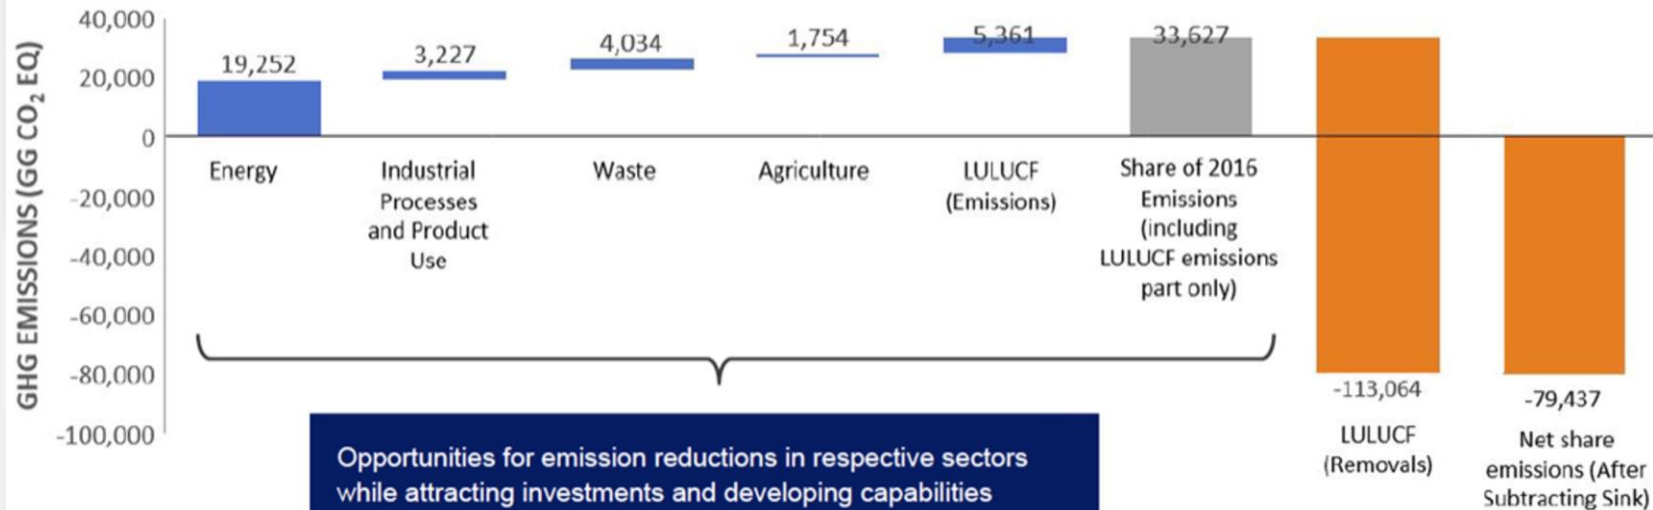 GHG EMISSIONS (GG CO₂ EQ)
40,000
20,000
0
-20,000
-40,000
-60,000
-80,000
-100,000
19,252
3,227
4,034
1,754
5,361
33,627
-113,064
-79,437
Energy
Industrial
Processes
and Product
Use
Waste
Agriculture
LULUCF
(Emissions)
Share of 2016
Emissions
(including
LULUCF emissions
part only)
LULUCF
(Removals)
Net share
emissions (After
Subtracting Sink)
Opportunities for emission reductions in respective sectors
while attracting investments and developing capabilities